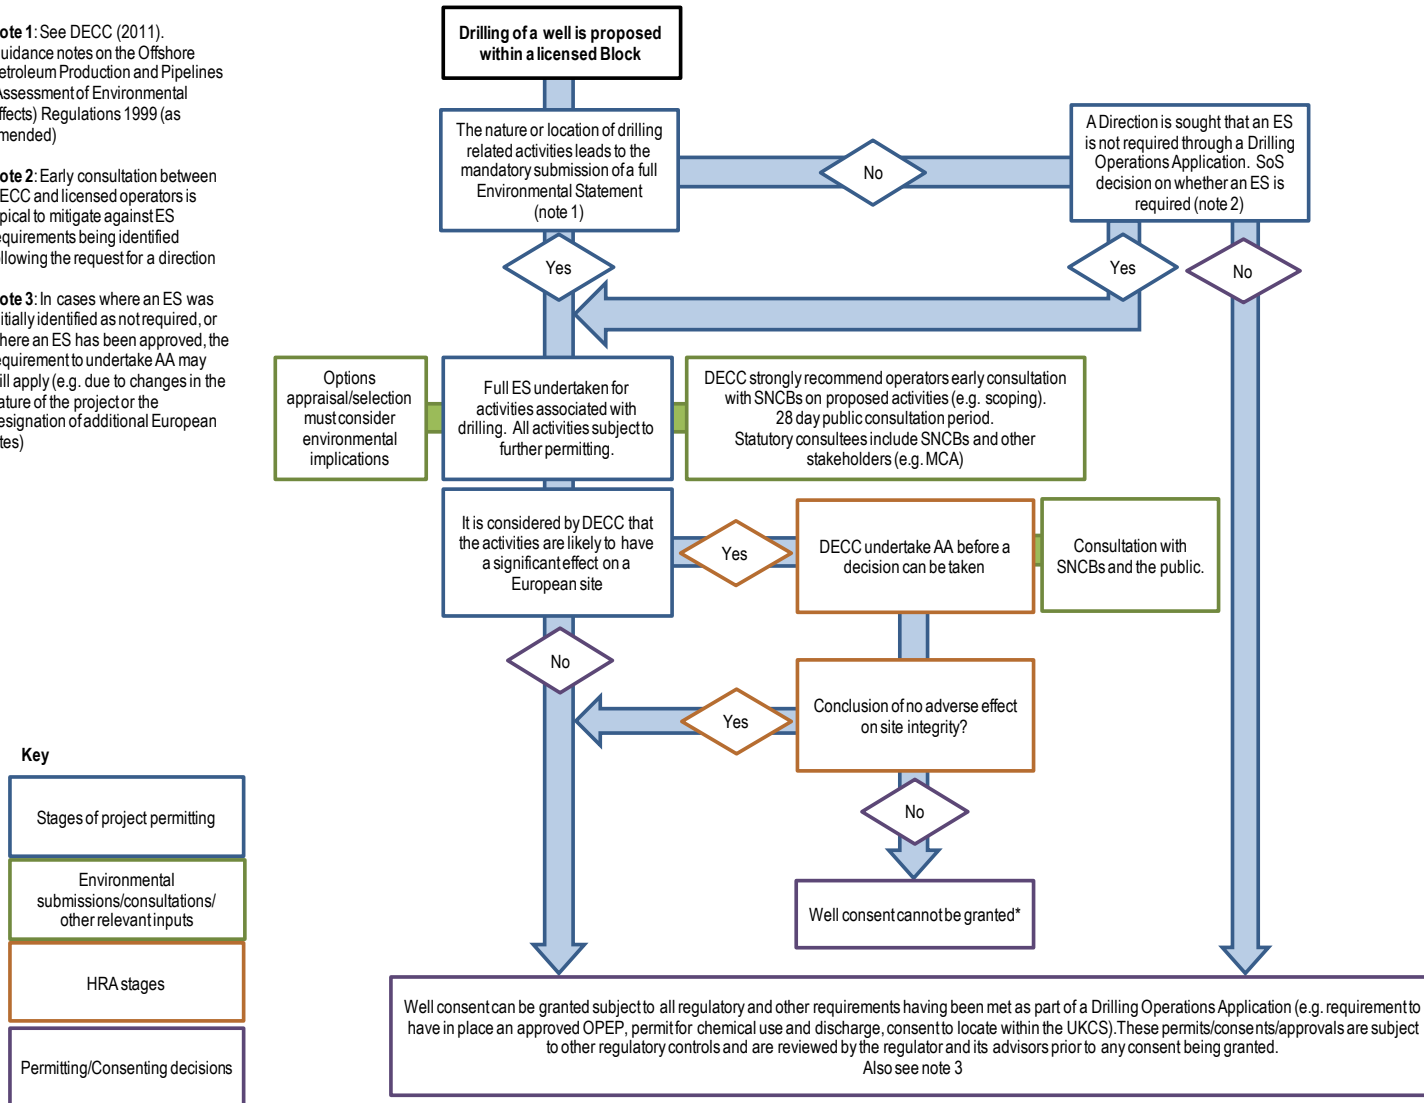 ote 1: See DECC (2011).
uidance notes on the Offshore
etroleum Production and Pipelines
Assessment of Environmental
ffects) Regulations 1999 (as
mended)
ote 2: Early consultation between
ECC and licensed operators is
pical to mitigate against ES
equirements being identified
llowing the request for a direction
ote 3: In cases where an ES was
itially identified as not required, or
here an ES has been approved, the
equirement to undertake AA may
ill apply (e.g. due to changes in the
ature of the project or the
esignation of additional European
tes)
Drilling of a well is proposed
within a licensed Block
The nature or location of drilling
related activities leads to the
mandatory submission of a full
Environmental Statement
(note 1)
No
A Direction is sought that an ES
is not required through a Drilling
Operations Application. SoS
decision on whether an ES is
required (note 2)
Yes
Yes
No
Options
appraisal/selection
must consider
environmental
implications
Full ES undertaken for
activities associated with
drilling. All activities subject to
further permitting.
DECC strongly recommend operators early consultation
with SNCBs on proposed activities (e.g. scoping).
28 day public consultation period.
Statutory consultees include SNCBs and other
stakeholders (e.g. MCA)
It is considered by DECC that
the activities are likely to have
a significant effect on a
European site
Yes
DECC undertake AA before a
decision can be taken
Consultation with
SNCBs and the public.
No
Yes
Conclusion of no adverse effect
on site integrity?
No
Well consent cannot be granted*
Well consent can be granted subject to all regulatory and other requirements having been met as part of a Drilling Operations Application (e.g. requirement to
have in place an approved OPEP, permit for chemical use and discharge, consent to locate within the UKCS). These permits/consents/approvals are subject
to other regulatory controls and are reviewed by the regulator and its advisors prior to any consent being granted.
Also see note 3
Key
Stages of project permitting
Environmental
submissions/consultations/
other relevant inputs
HRA stages
Permitting/Consenting decisions